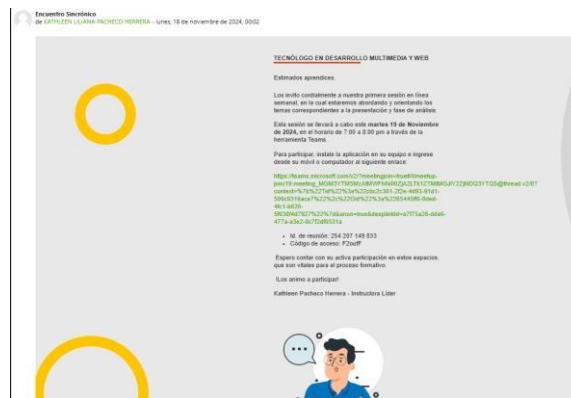 Encuentro Sincrónico
de KATHLEEN LILIANA PACHECO HERRERA - lunes, 18 de noviembre de 2024, 00:02
TECNÓLOGO EN DESARROLLO MULTIMEDIA Y WEB
Estimados aprendices.
Los invito cordialmente a nuestra primera sesión en línea
semanal, en la cual estaremos abordando y orientando los
temas correspondientes a la presentación y fase de análisis.
Esta sesión se llevará a cabo este martes 19 de Noviembre
de 2024, en el horario de 7:00 a 8:00 pm a través de la
herramienta Teams.
Para participar, instale la aplicación en su equipo e ingrese
desde su móvil o computador al siguiente enlace:
Id. de reunión: 254 207 149 833
Código de acceso: F2oufF
Espero contar con su activa participación en estos espacios,
que son vitales para el proceso formativo.
!Los animo a participar!
Kathleen Pacheco Herrera - Instructora Líder